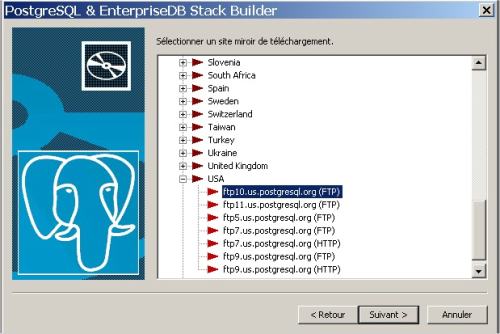 PostgreSQL & EnterpriseDB Stack Builder
Sélectionner un site miroir de téléchargement.
Slovenia
South Africa
Spain
Sweden
Switzerland
Taiwan
Turkey
Ukraine
United Kingdom
USA
ftp10.us.postgresql.org (FTP)
ftp11.us.postgresql.org (FTP)
ftp5.us.postgresql.org (FTP)
ftp7.us.postgresql.org (FTP)
ftp7.us.postgresql.org (HTTP)
ftp9.us.postgresql.org (FTP)
ftp9.us.postgresql.org (HTTP)
< Retour
Suivant >
Annuler